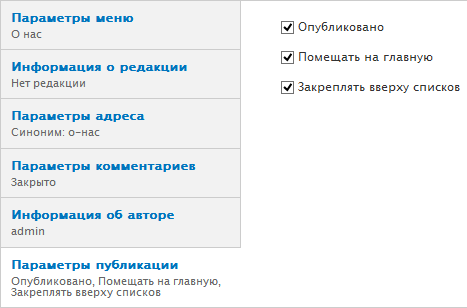 Параметры меню
О нас
Информация о редакции
Нет редакции
Параметры адреса
Синоним: о-нас
Параметры комментариев
Закрыто
Информация об авторе
admin
Параметры публикации
Опубликовано, Помещать на главную,
Закреплять вверху списков
Опубликовано
Помещать на главную
Закреплять вверху списков